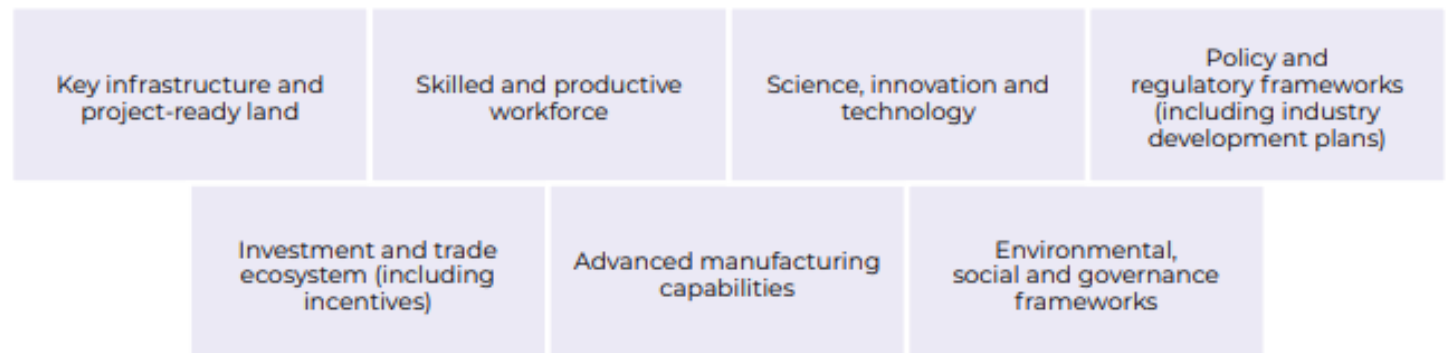 Key infrastructure and
project-ready land
Skilled and productive
workforce
Science, innovation and
technology
Policy and
regulatory frameworks
(including industry
development plans)
Investment and trade
ecosystem (including
incentives)
Advanced manufacturing
capabilities
Environmental,
social and governance
frameworks